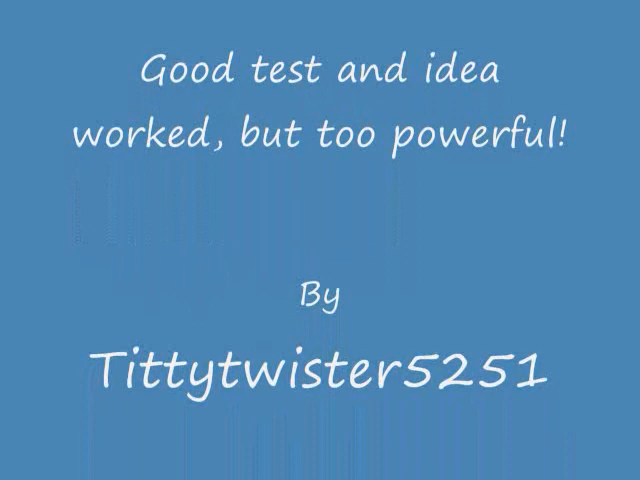 Good test and idea
worked, but too powerful!
By
Tittytwister5251